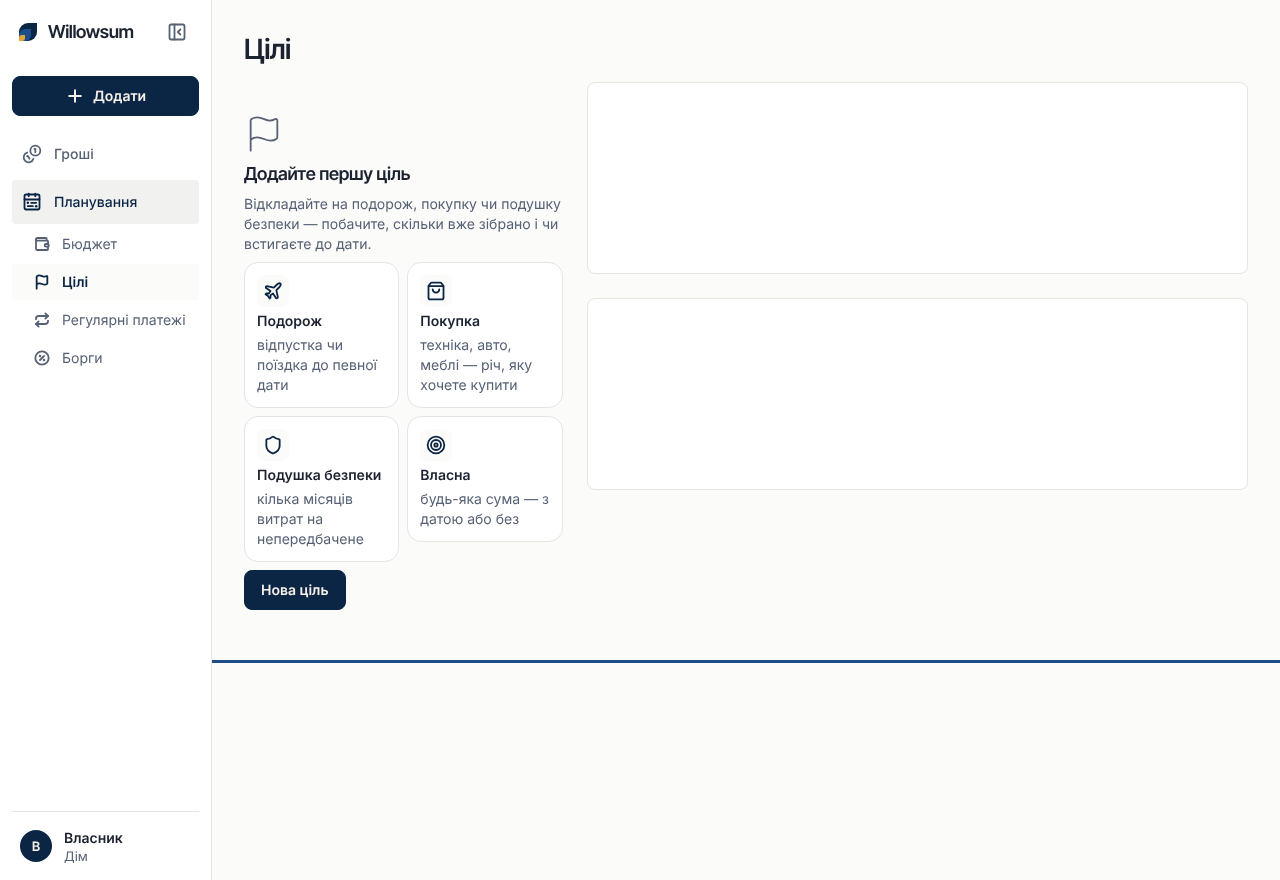 Willowsum
Додати
Гроші
Планування
Бюджет
Цілі
Регулярні платежі
Борги
Власник
Дім
В
Цілі
Додайте першу ціль
Відкладайте на подорож, покупку чи подушку
безпеки — побачите, скільки вже зібрано і чи
встигаєте до дати.
Подорож
відпустка чи
поїздка до певної
дати
Покупка
техніка, авто,
меблі — річ, яку
хочете купити
Подушка безпеки
кілька місяців
витрат на
непередбачене
Власна
будь-яка сума — з
датою або без
Нова ціль